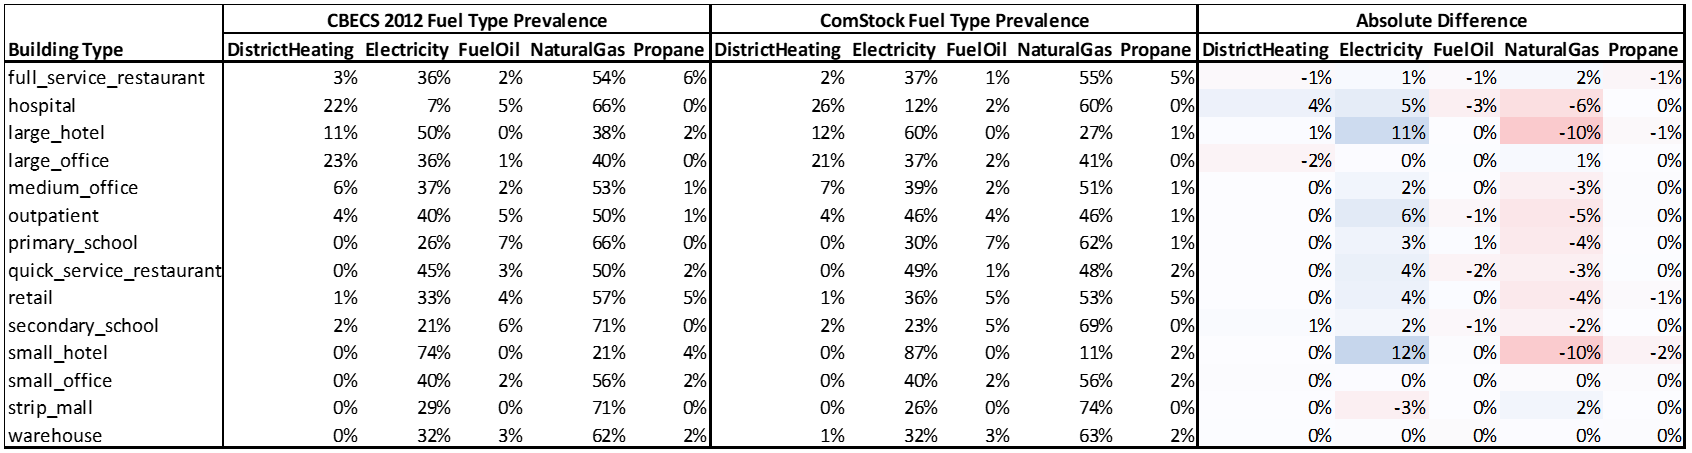 CBECS 2012 Fuel Type Prevalence ComStock Fuel Type Prevalence Absolute Difference
Building Type DistrictHeating Electricity FuelOil NaturalGas Propane DistrictHeating Electricity FuelOil NaturalGas Propane DistrictHeating Electricity FuelOil NaturalGas Propane
full_service_restaurant 3% 36% 2% 54% 6% 2% 37% 1% 55% 5% -1% 1% -1% 2% -1%
hospital 22% 7% 5% 66% 0% 26% 12% 2% 60% 0% 4% 5% -3% -6% 0%
large_hotel 11% 50% 0% 38% 2% 12% 60% 0% 27% 1% 1% 11% 0% -10% -1%
large_office 23% 36% 1% 40% 0% 21% 37% 2% 41% 0% -2% 0% 0% 1% 0%
medium_office 6% 37% 2% 53% 1% 7% 39% 2% 51% 1% 0% 2% 0% -3% 0%
outpatient 4% 40% 5% 50% 1% 4% 46% 4% 46% 1% 0% 6% -1% -5% 0%
primary_school 0% 26% 7% 66% 0% 0% 30% 7% 62% 1% 0% 3% 1% -4% 0%
quick_service_restaurant 0% 45% 3% 50% 2% 0% 49% 1% 48% 2% 0% 4% -2% -3% 0%
retail 1% 33% 4% 57% 5% 1% 36% 5% 53% 5% 0% 4% 0% -4% -1%
secondary_school 2% 21% 6% 71% 0% 2% 23% 5% 69% 0% 1% 2% -1% -2% 0%
small_hotel 0% 74% 0% 21% 4% 0% 87% 0% 11% 2% 0% 12% 0% -10% -2%
small_office 0% 40% 2% 56% 2% 0% 40% 2% 56% 2% 0% 0% 0% 0% 0%
strip_mall 0% 29% 0% 71% 0% 0% 26% 0% 74% 0% 0% -3% 0% 2% 0%
warehouse 0% 32% 3% 62% 2% 1% 32% 3% 63% 2% 0% 0% 0% 0% 0%